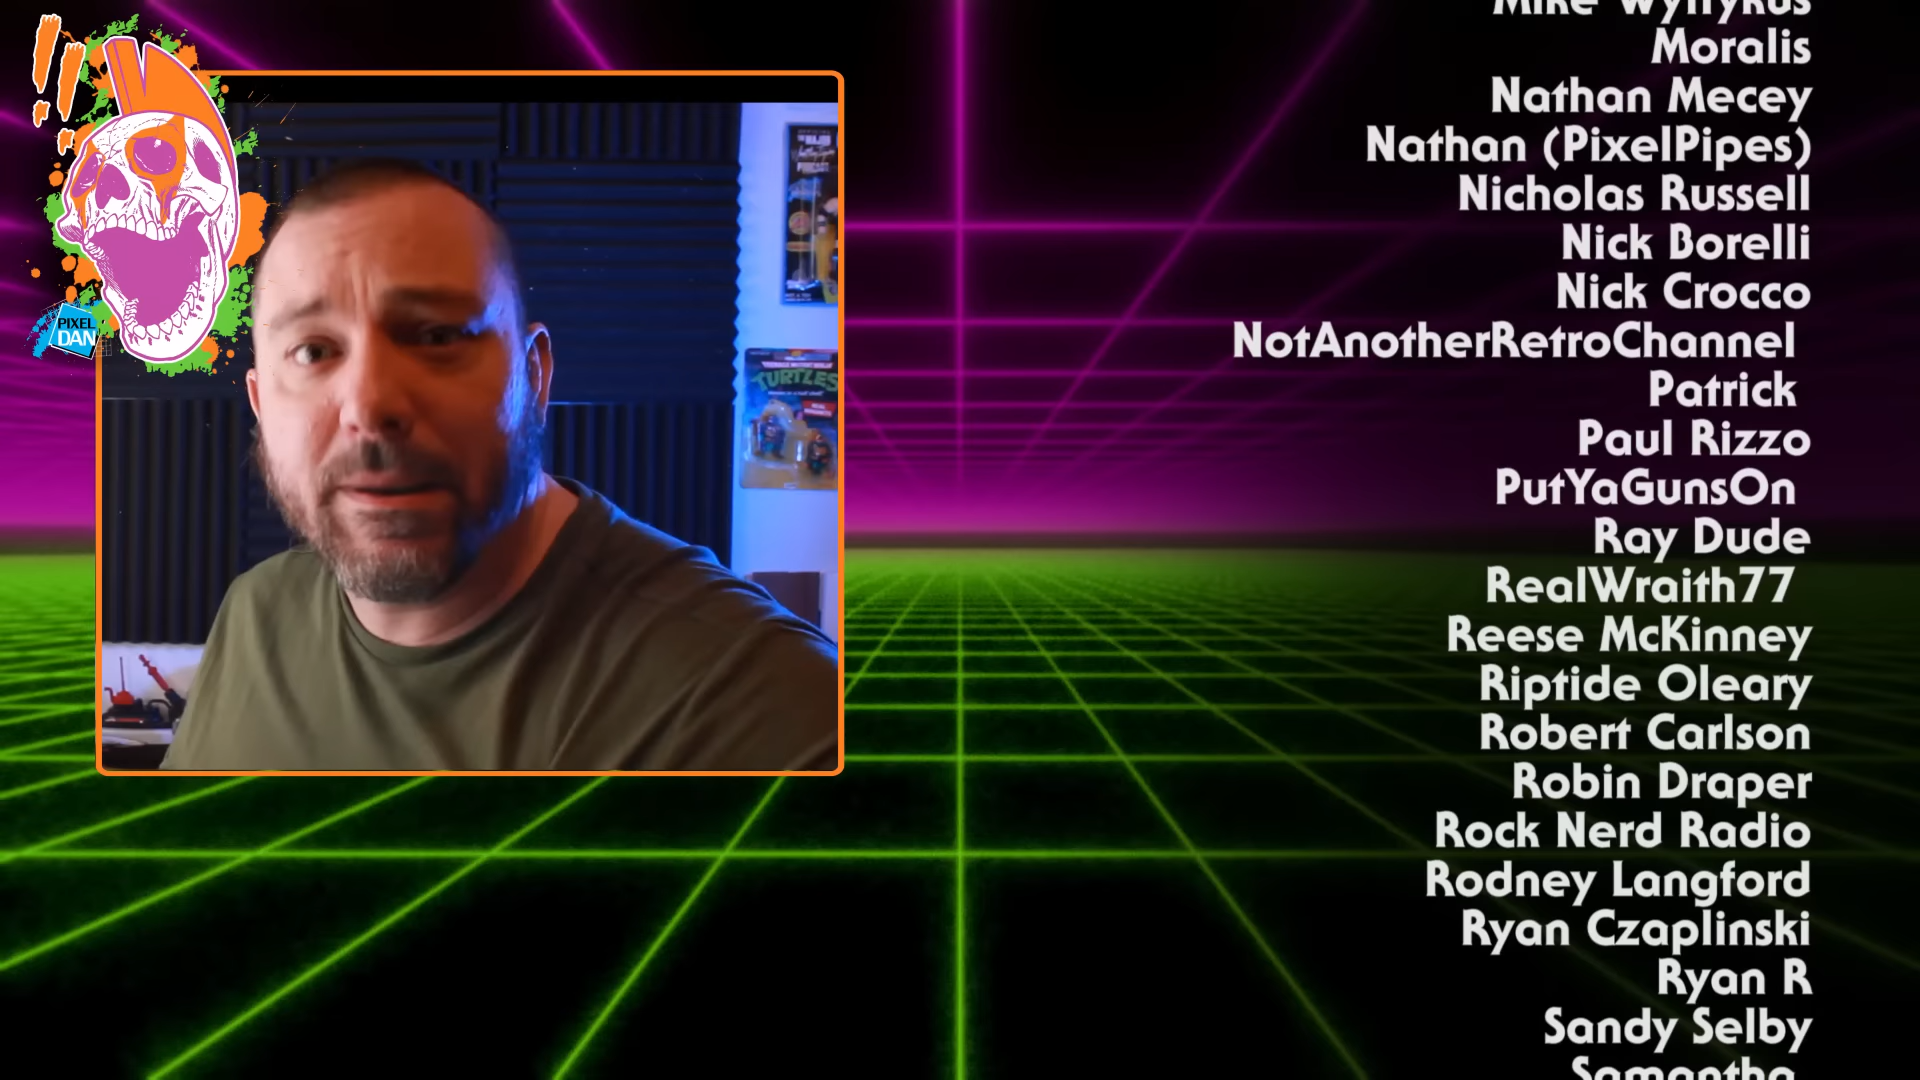 PIXEL
DAN
TURTLES
Moralis
Nathan Mecey
Nathan (PixelPipes)
Nicholas Russell
Nick Borelli
Nick Crocco
NotAnotherRetroChannel
Patrick
Paul Rizzo
PutYaGunsOn
Ray Dude
RealWraith77
Reese McKinney
Riptide Oleary
Robert Carlson
Robin Draper
Rock Nerd Radio
Rodney Langford
Ryan Czaplinski
Ryan R
Sandy Selby
Samantha